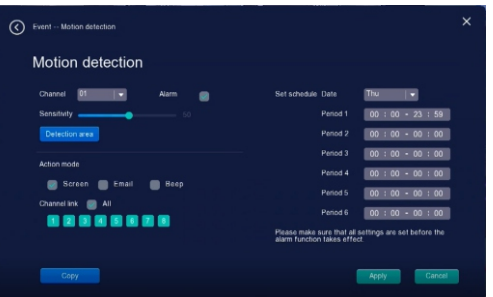 Event -- Motion detection
Motion detection
Channel 01 Alarm
Sensitivity 50
Detection area
Action mode
Screen Email Beep
Channel link All
1 2 3 4 5 6 7 8
Copy
Set schedule Date Thu
Period 1 00 : 00 - 23 : 59
Period 2 00 : 00 - 00 : 00
Period 3 00 : 00 - 00 : 00
Period 4 00 : 00 - 00 : 00
Period 5 00 : 00 - 00 : 00
Period 6 00 : 00 - 00 : 00
Please make sure that all settings are set before the
alarm function takes effect.
Apply Cancel